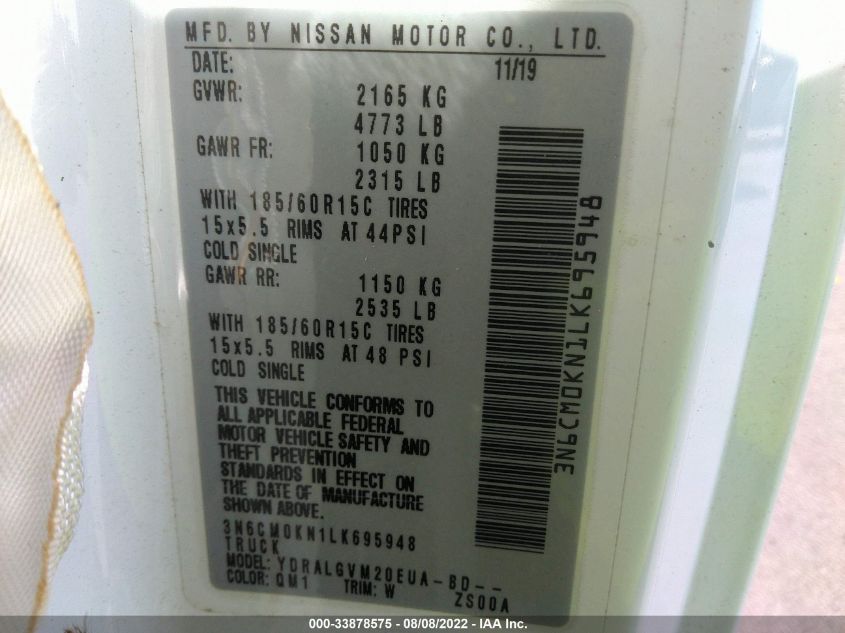 MFD. BY NISSAN MOTOR CO., LTD.
DATE: 11/19
GVWR: 2165 KG
4773 LB
GAWR FR: 1050 KG
2315 LB
WITH 185/60R15C TIRES
15x5.5 RIMS AT 44PSI
COLD SINGLE
GAWR RR: 1150 KG
2535 LB
WITH 185/60R15C TIRES
15x5.5 RIMS AT 48 PSI
COLD SINGLE
THIS VEHICLE CONFORMS TO
ALL APPLICABLE FEDERAL
MOTOR VEHICLE SAFETY AND
THEFT PREVENTION
STANDARDS IN EFFECT ON
THE DATE OF MANUFACTURE
SHOWN ABOVE.
3N6CM0KN1LK695948
TRUCK
MODEL: YDRALGVM20EUA-BD--
COLOR: QM1 TRIM: W ZS00A
3N6CM0KN1LK695948
000-33878575 - 08/08/2022 - IAAI Inc.